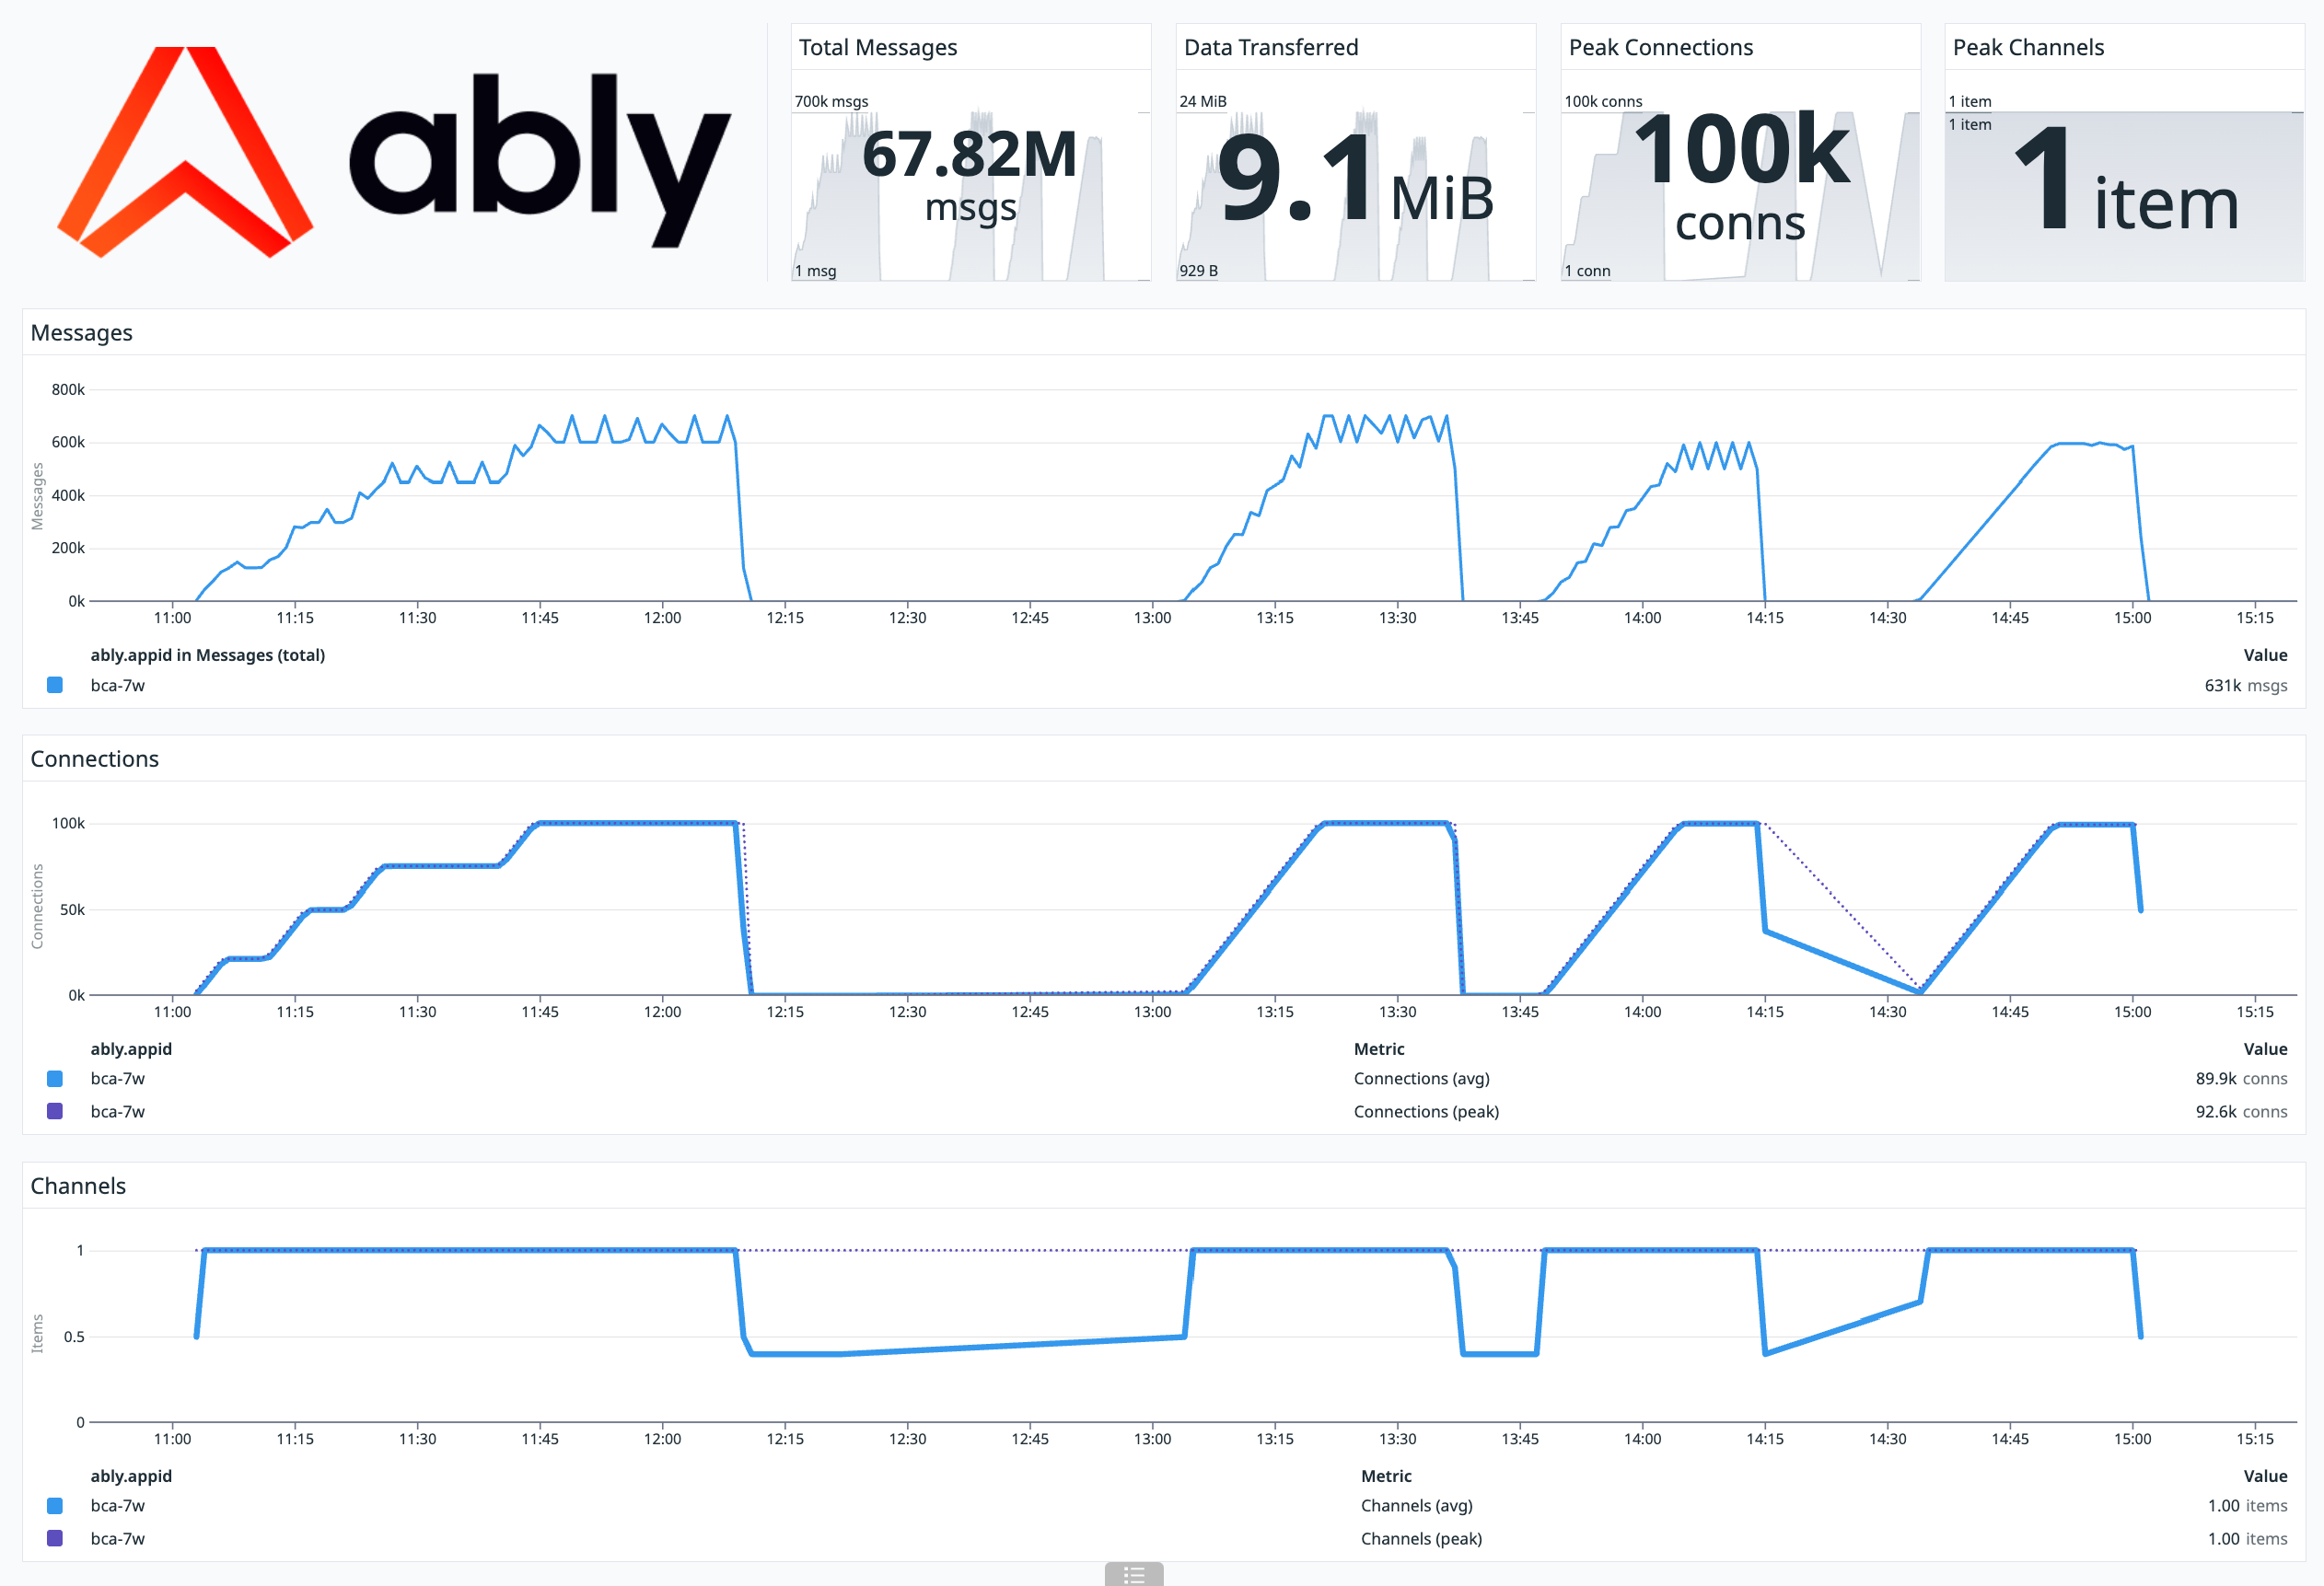 ably
Total Messages
700k msgs
67.82M
msgs
1 msg
Data Transferred
24 MiB
9.1 MiB
929 B
Peak Connections
100k conns
100k
conns
1 conn
Peak Channels
1 item
1 item
1 item
Messages
Messages
800k
600k
400k
200k
0k
11:00 11:15 11:30 11:45 12:00 12:15 12:30 12:45 13:00 13:15 13:30 13:45 14:00 14:15 14:30 14:45 15:00 15:15
ably.appid in Messages (total) Value
bca-7w 631k msgs
Connections
Connections
100k
50k
0k
11:00 11:15 11:30 11:45 12:00 12:15 12:30 12:45 13:00 13:15 13:30 13:45 14:00 14:15 14:30 14:45 15:00 15:15
ably.appid Metric Value
bca-7w Connections (avg) 89.9k conns
bca-7w Connections (peak) 92.6k conns
Channels
Items
1
0.5
0
11:00 11:15 11:30 11:45 12:00 12:15 12:30 12:45 13:00 13:15 13:30 13:45 14:00 14:15 14:30 14:45 15:00 15:15
ably.appid Metric Value
bca-7w Channels (avg) 1.00 items
bca-7w Channels (peak) 1.00 items